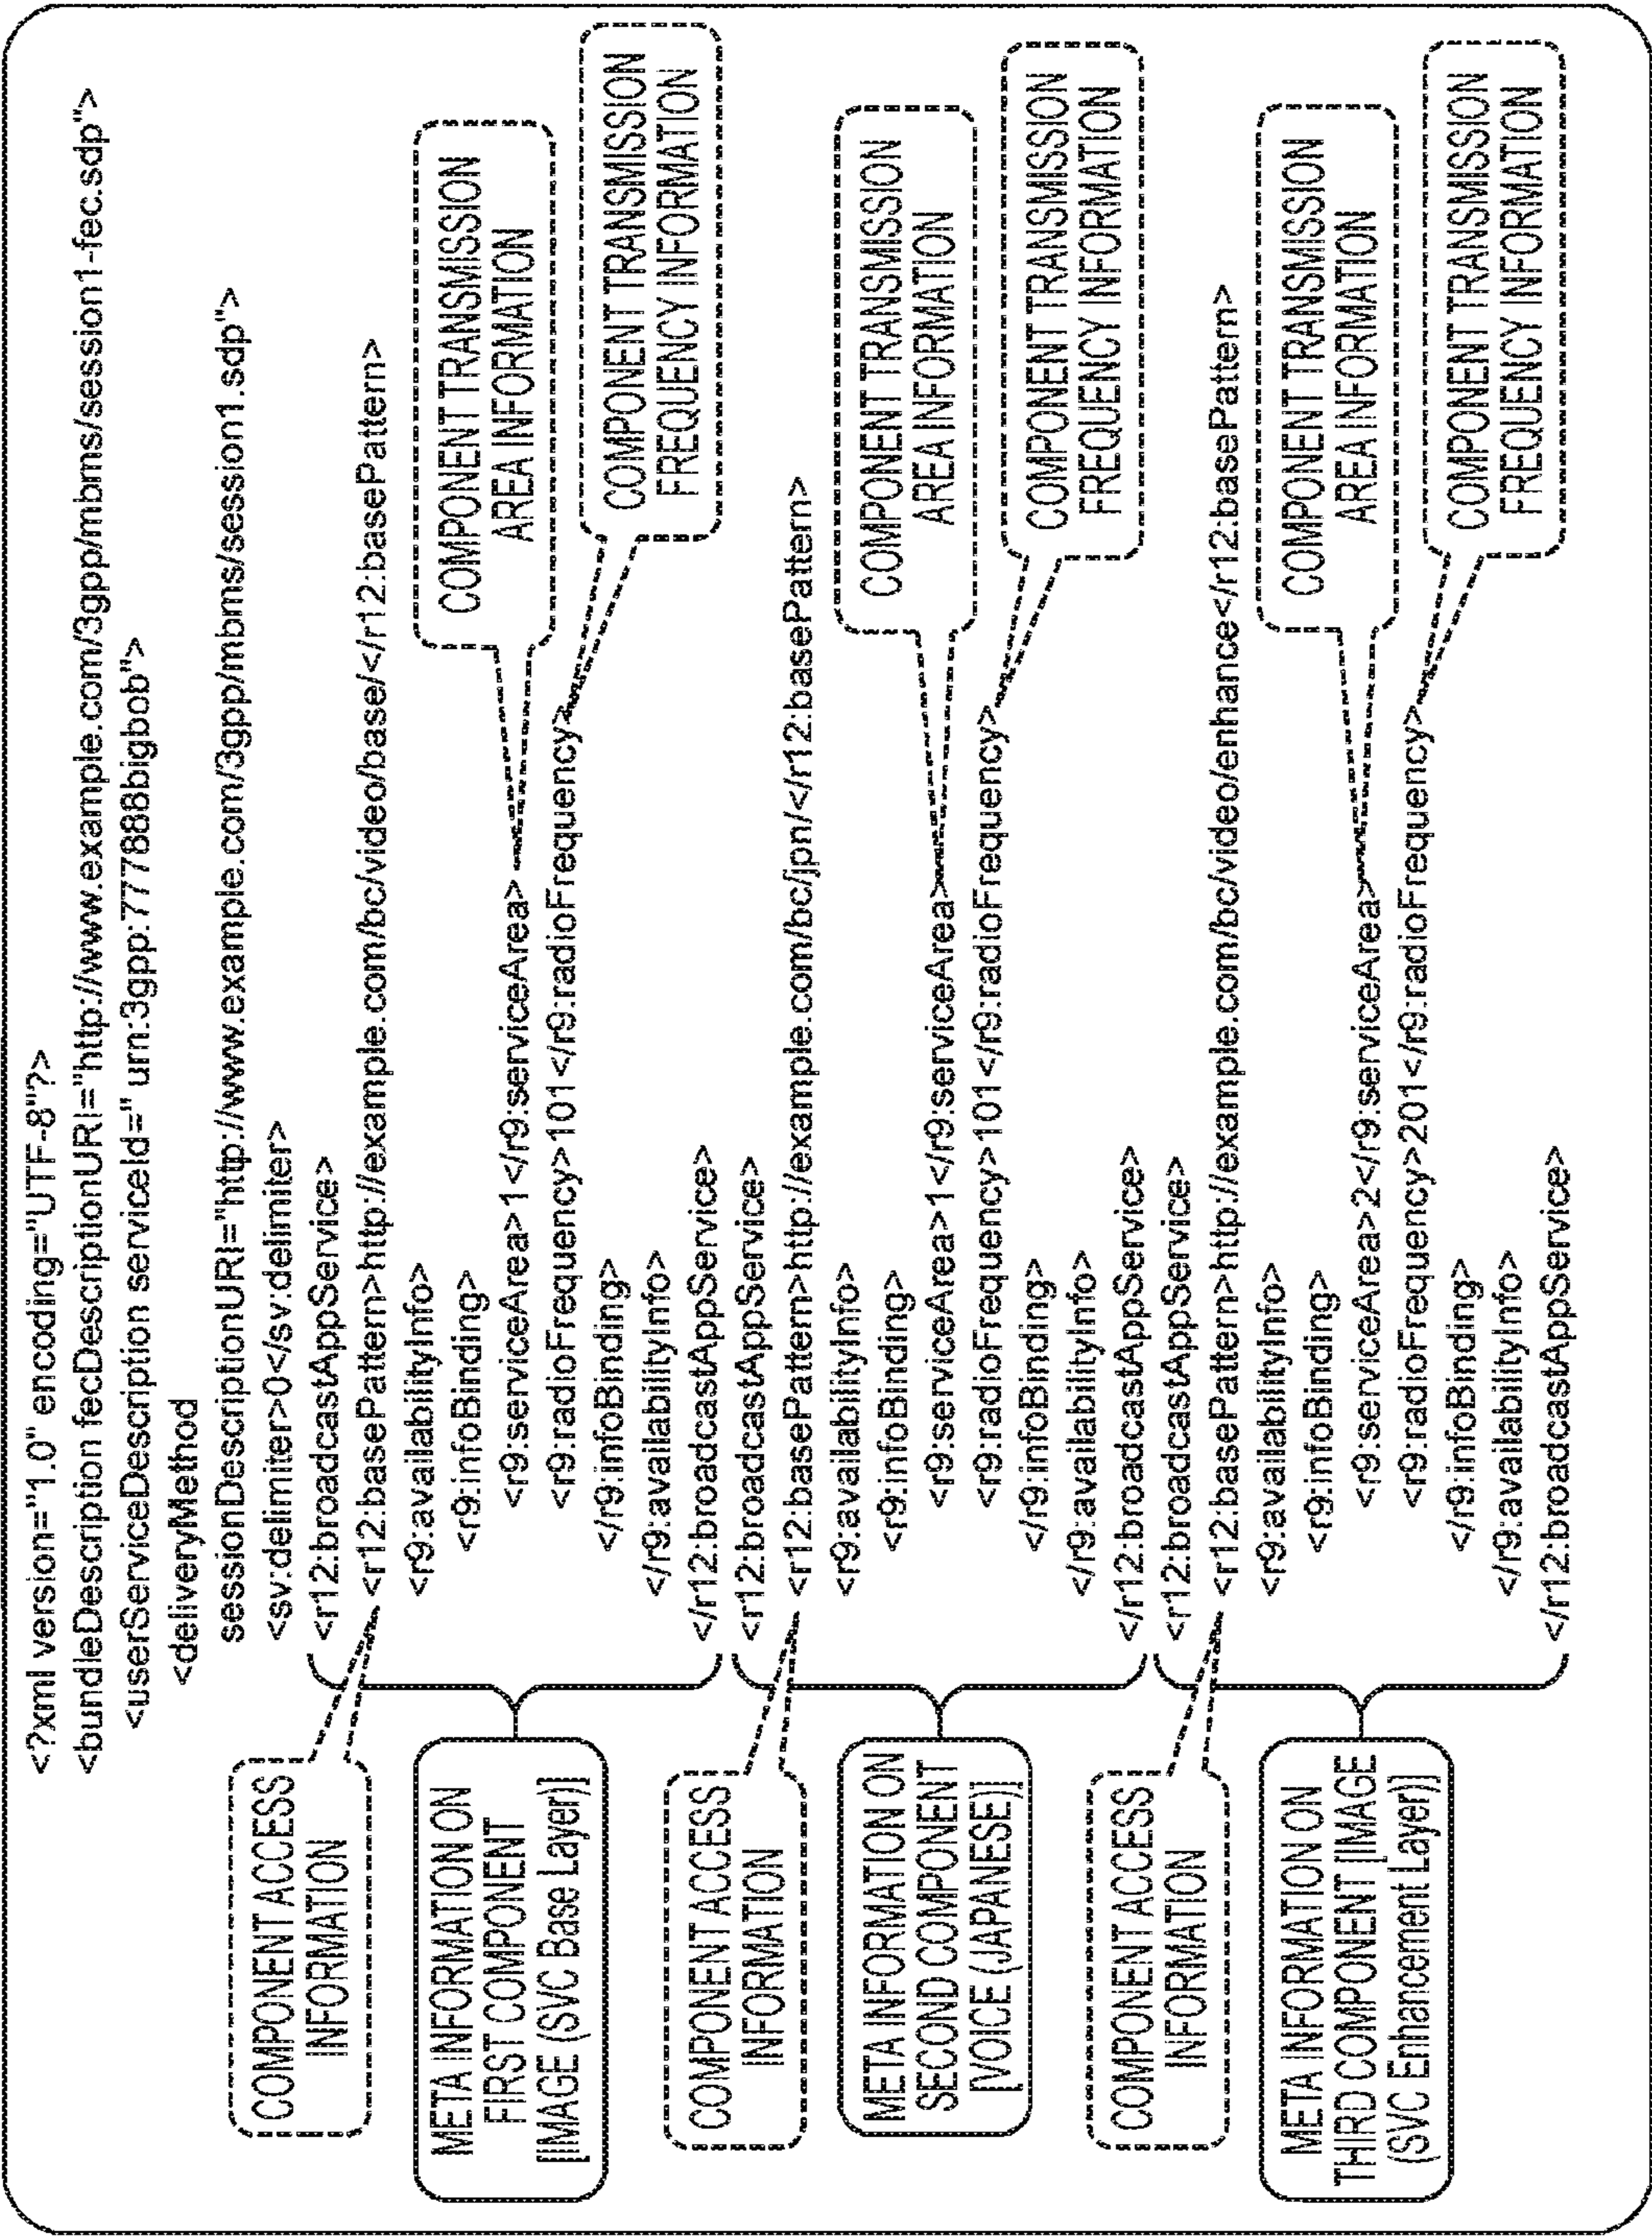 <?xml version="1.0" encoding="UTF-8"?>
<bundleDescription fecDescriptionURI="http://www.example.com/3gpp/mbms/session1-fec.sdp">
<userServiceDescription serviceId=" urn:3gpp:777888bigbob">
<deliveryMethod
sessionDescriptionURI="http://www.example.com/3gpp/mbms/session1.sdp">
<sv:delimiter>0</sv:delimiter>
<r12:broadcastAppService>
<r12:basePattern>http://example.com/bc/video/base/</r12:basePattern>
<r9:availabilityInfo>
<r9:infoBinding>
<r9:serviceArea>1</r9:serviceArea>
<r9:radioFrequency>101</r9:radioFrequency>
</r9:infoBinding>
</r9:availabilityInfo>
</r12:broadcastAppService>
COMPONENT ACCESS
INFORMATION
META INFORMATION ON
FIRST COMPONENT
[IMAGE (SVC Base Layer)]
COMPONENT TRANSMISSION
AREA INFORMATION
COMPONENT TRANSMISSION
FREQUENCY INFORMATION
<r12:broadcastAppService>
<r12:basePattern>http://example.com/bc/jpn/</r12:basePattern>
<r9:availabilityInfo>
<r9:infoBinding>
<r9:serviceArea>1</r9:serviceArea>
<r9:radioFrequency>101</r9:radioFrequency>
</r9:infoBinding>
</r9:availabilityInfo>
</r12:broadcastAppService>
COMPONENT ACCESS
INFORMATION
META INFORMATION ON
SECOND COMPONENT
[VOICE (JAPANESE)]
COMPONENT TRANSMISSION
AREA INFORMATION
COMPONENT TRANSMISSION
FREQUENCY INFORMATION
<r12:broadcastAppService>
<r12:basePattern>http://example.com/bc/video/enhance</r12:basePattern>
<r9:availabilityInfo>
<r9:infoBinding>
<r9:serviceArea>2</r9:serviceArea>
<r9:radioFrequency>201</r9:radioFrequency>
</r9:infoBinding>
</r9:availabilityInfo>
</r12:broadcastAppService>
COMPONENT ACCESS
INFORMATION
META INFORMATION ON
THIRD COMPONENT [IMAGE
(SVC Enhancement Layer)]
COMPONENT TRANSMISSION
AREA INFORMATION
COMPONENT TRANSMISSION
FREQUENCY INFORMATION